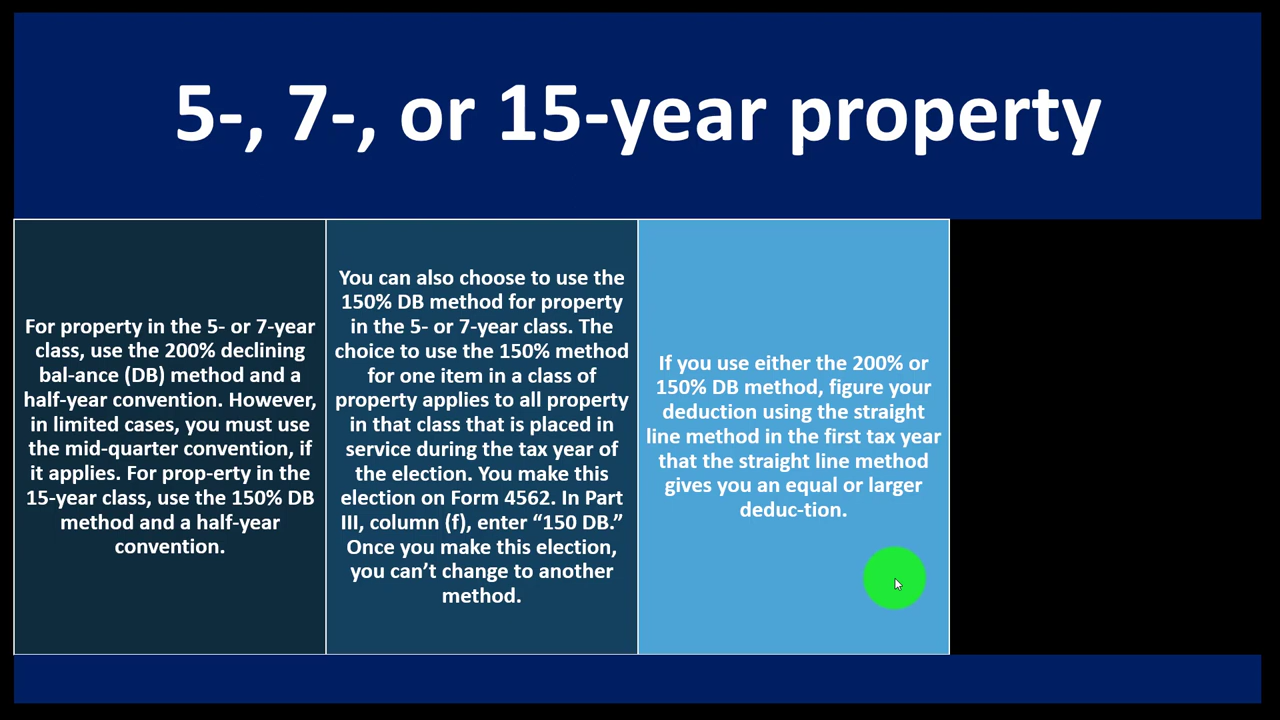 5-, 7-, or 15-year property
For property in the 5- or 7-year
class, use the 200% declining
bal-ance (DB) method and a
half-year convention. However,
in limited cases, you must use
the mid-quarter convention, if
it applies. For prop-erty in the
15-year class, use the 150% DB
method and a half-year
convention.
You can also choose to use the
150% DB method for property
in the 5- or 7-year class. The
choice to use the 150% method
for one item in a class of
property applies to all property
in that class that is placed in
service during the tax year of
the election. You make this
election on Form 4562. In Part
III, column (f), enter “150 DB.”
Once you make this election,
you can’t change to another
method.
If you use either the 200% or
150% DB method, figure your
deduction using the straight
line method in the first tax year
that the straight line method
gives you an equal or larger
deduc-tion.